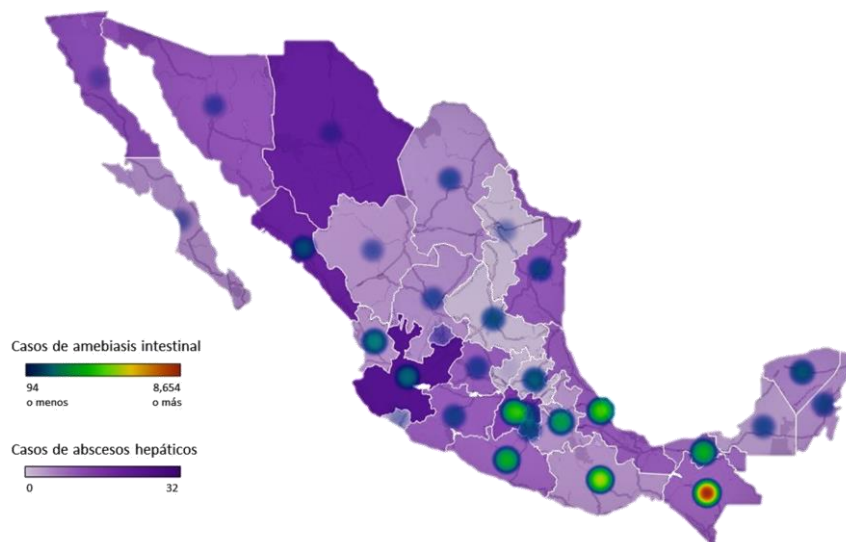 Casos de amebiasis intestinal
94 8,654
o menos o más
Casos de abscesos hepáticos
0 32